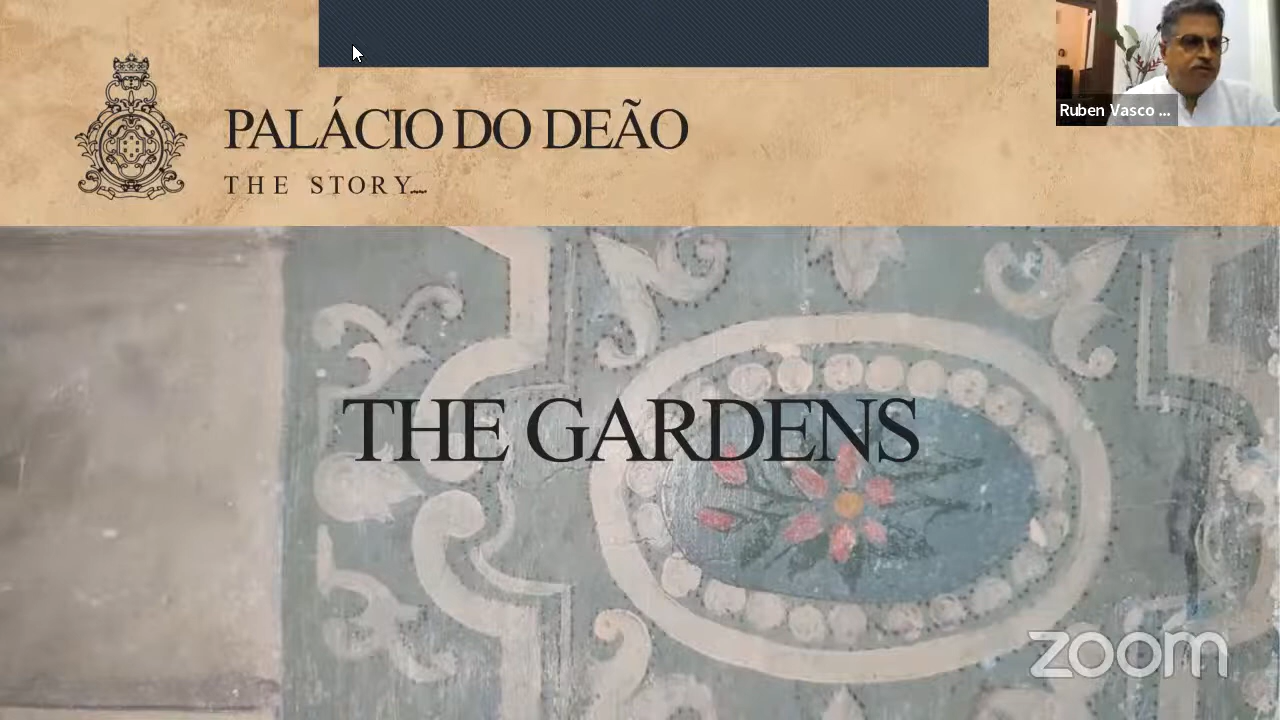 Ruben Vasco ...
PALÁCIO DO DEÃO
THE STORY
THE GARDENS
zoom